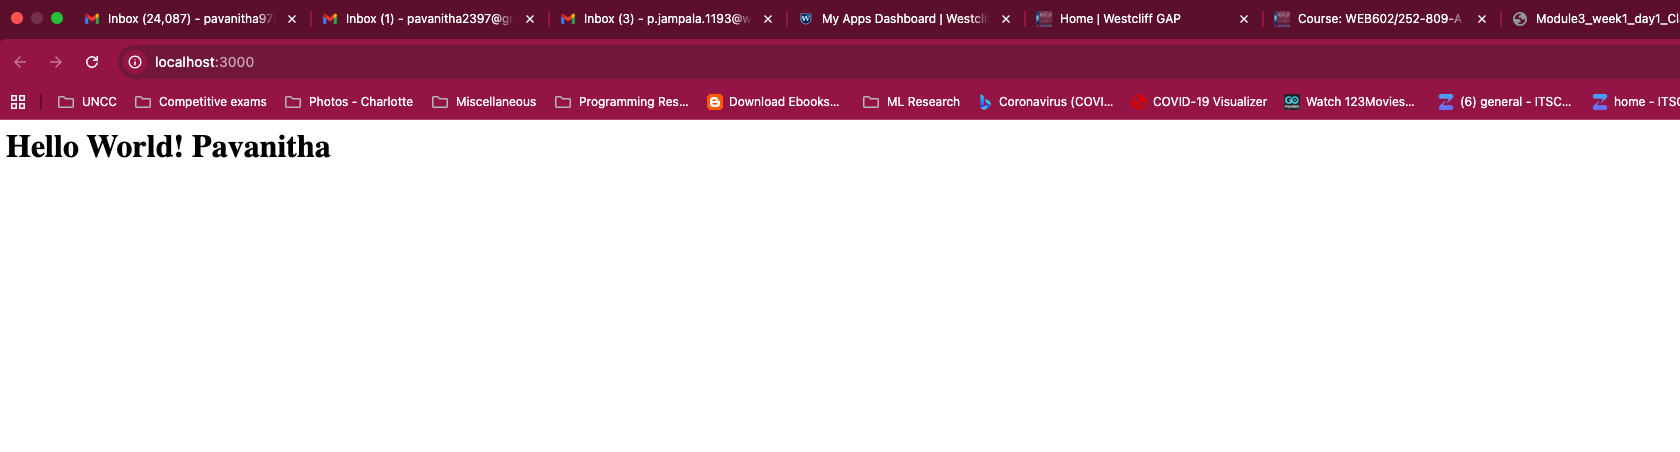 Inbox (24,087) - pavanitha97
Inbox (1) - pavanitha2397@gr
Inbox (3) - p.jampala.1193@w
My Apps Dashboard | Westcli
Home | Westcliff GAP
Course: WEB602/252-809-A
Module3_week1_day1_Cl
localhost:3000
UNCC
Competitive exams
Photos - Charlotte
Miscellaneous
Programming Res...
Download Ebooks...
ML Research
Coronavirus (COVI...
COVID-19 Visualizer
Watch 123Movies...
(6) general - ITSC...
home - ITSC
Hello World! Pavanitha